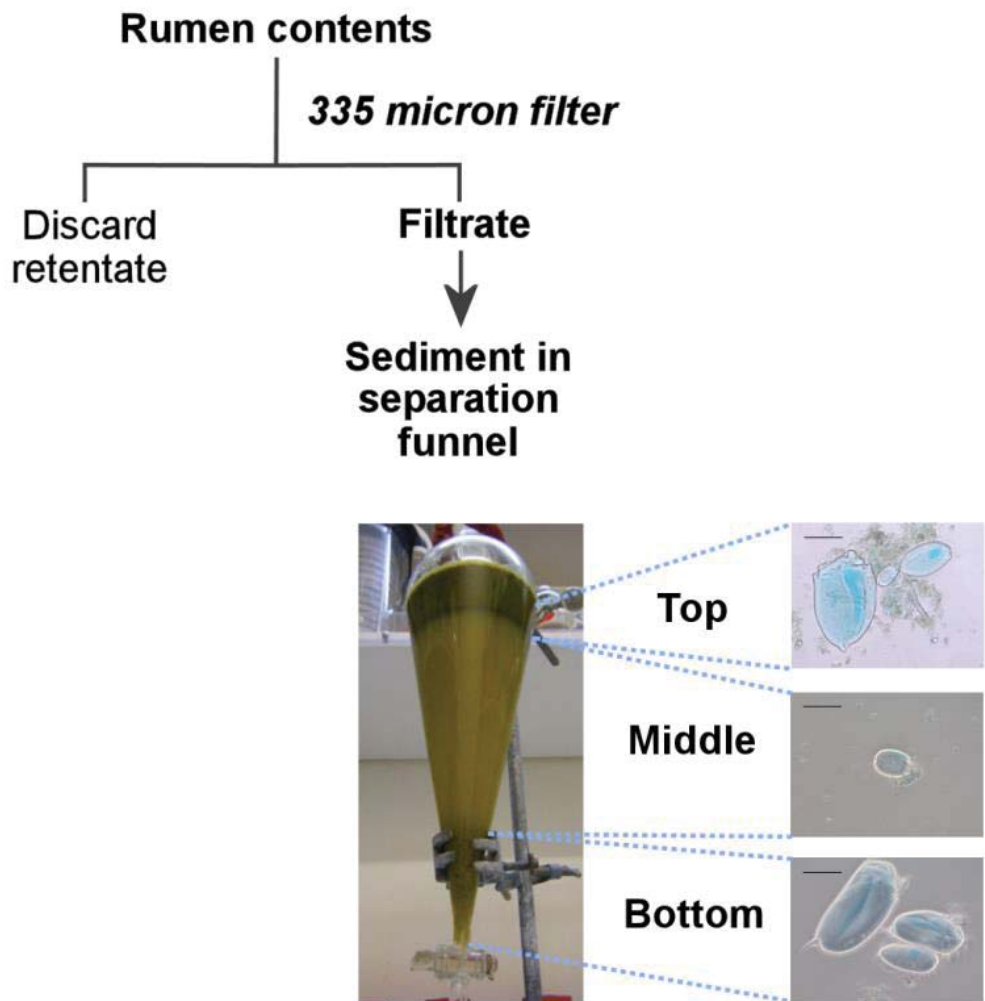 Rumen contents
335 micron filter
Discard
retentate
Filtrate
Sediment in
separation
funnel
Top
Middle
Bottom